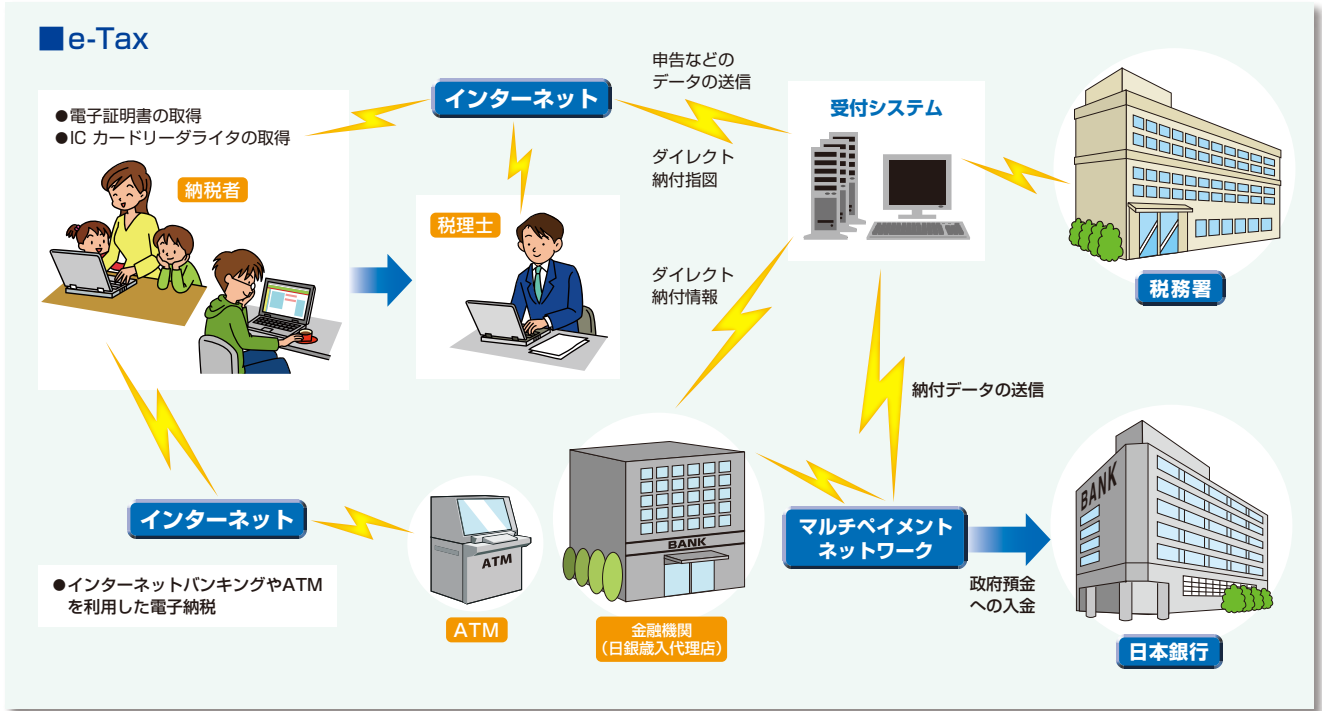 ■e-Tax
●電子証明書の取得
●IC カードリーダライタの取得
納税者
インターネット
税理士
申告などの
データの送信
ダイレクト
納付指図
受付システム
税務署
ダイレクト
納付情報
納付データの送信
インターネット
●インターネットバンキングやATM
を利用した電子納税
ATM
ATM
BANK
金融機関
(日銀歳入代理店)
マルチペイメント
ネットワーク
政府預金
への入金
BANK
日本銀行